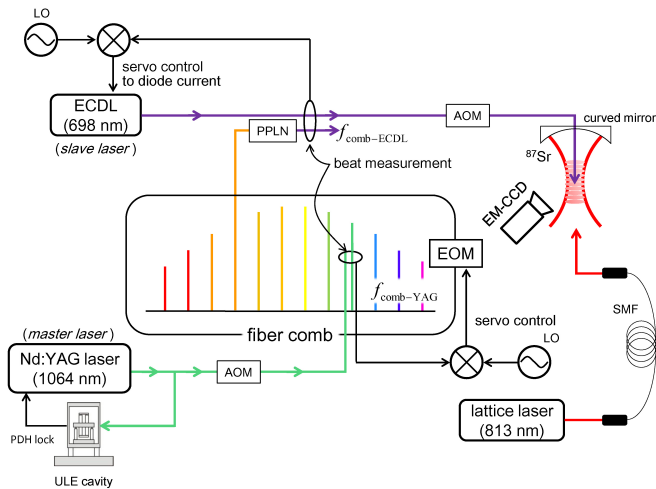 LO
servo control
to diode current
ECDL
(698 nm)
(slave laser)
PPLN
fcomb−ECDL
AOM
curved mirror
87Sr
beat measurement
EM-CCD
EOM
fcomb−YAG
fiber comb
servo control
LO
SMF
(master laser)
Nd:YAG laser
(1064 nm)
AOM
PDH lock
ULE cavity
lattice laser
(813 nm)